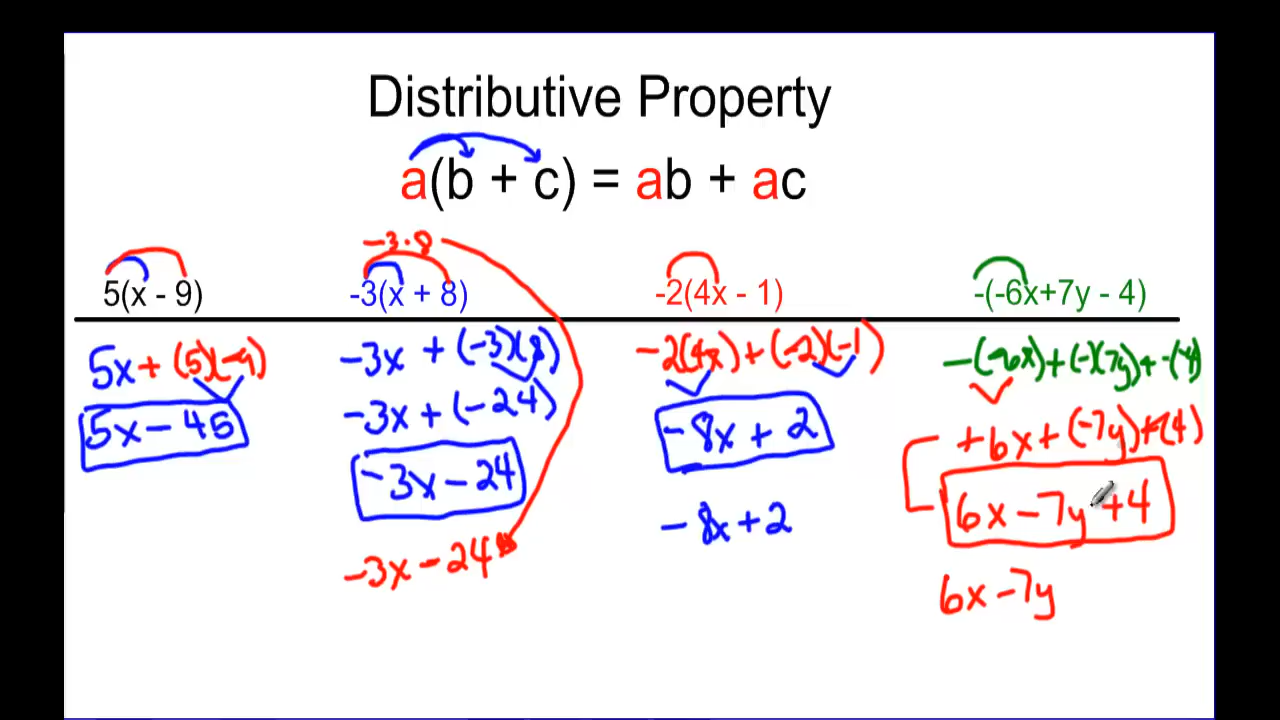 Distributive Property
a(b + c) = ab + ac
-3·8
5(x - 9)
-3(x + 8)
-2(4x - 1)
-(-6x+7y - 4)
5x + (5)(-9)
5x - 45
-3x + (-3)(8)
-3x + (-24)
-3x - 24
-3x - 24
-2(4x) + (-2)(-1)
-8x + 2
-8x + 2
-(-6x)+(-)(7y)+-(-4)
+6x+(-7y)+(4)
6x - 7y + 4
6x - 7y